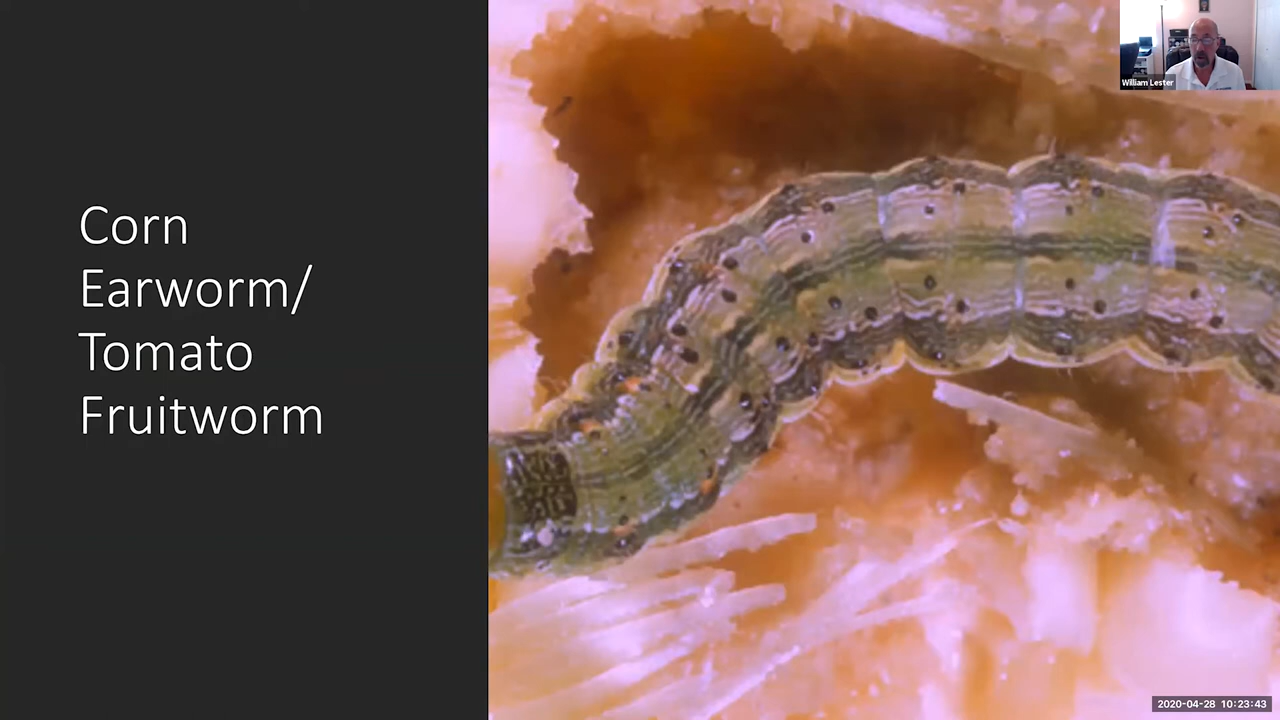 William Lester
Corn
Earworm/
Tomato
Fruitworm
2020-04-28 10:23:43